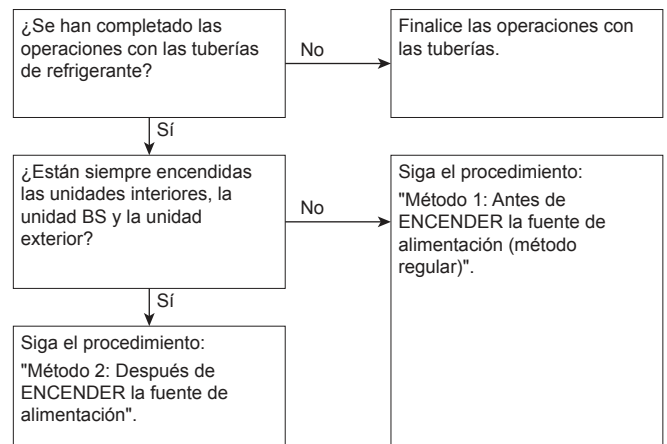 ¿Se han completado las
operaciones con las tuberías
de refrigerante?
No
Finalice las operaciones con
las tuberías.
Sí
¿Están siempre encendidas
las unidades interiores, la
unidad BS y la unidad
exterior?
No
Siga el procedimiento:
"Método 1: Antes de
ENCENDER la fuente de
alimentación (método
regular)".
Sí
Siga el procedimiento:
"Método 2: Después de
ENCENDER la fuente de
alimentación".